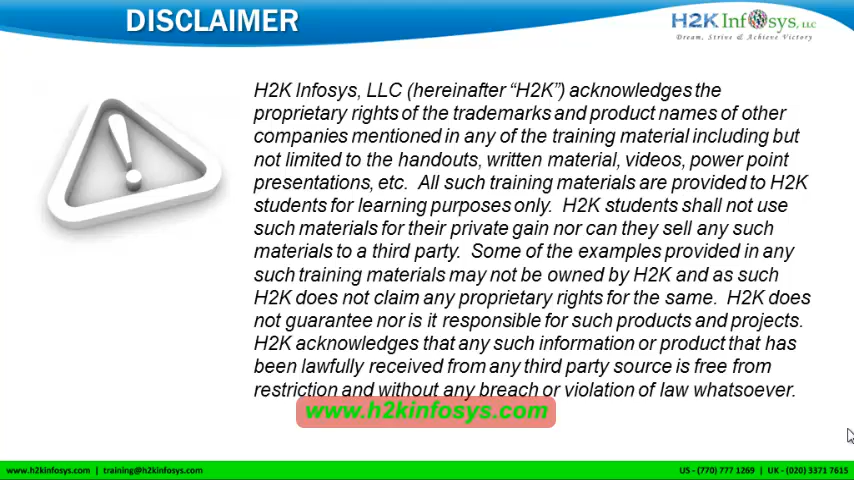 DISCLAIMER
H2K Infosys, LLC
Dream, Strive & Achieve Victory
H2K Infosys, LLC (hereinafter “H2K”) acknowledges the
proprietary rights of the trademarks and product names of other
companies mentioned in any of the training material including but
not limited to the handouts, written material, videos, power point
presentations, etc. All such training materials are provided to H2K
students for learning purposes only. H2K students shall not use
such materials for their private gain nor can they sell any such
materials to a third party. Some of the examples provided in any
such training materials may not be owned by H2K and as such
H2K does not claim any proprietary rights for the same. H2K does
not guarantee nor is it responsible for such products and projects.
H2K acknowledges that any such information or product that has
been lawfully received from any third party source is free from
restriction and without any breach or violation of law whatsoever.
www.h2kinfosys.com
www.h2kinfosys.com | training@h2kinfosys.com
US - (770) 777 1269 | UK - (020) 3371 7615